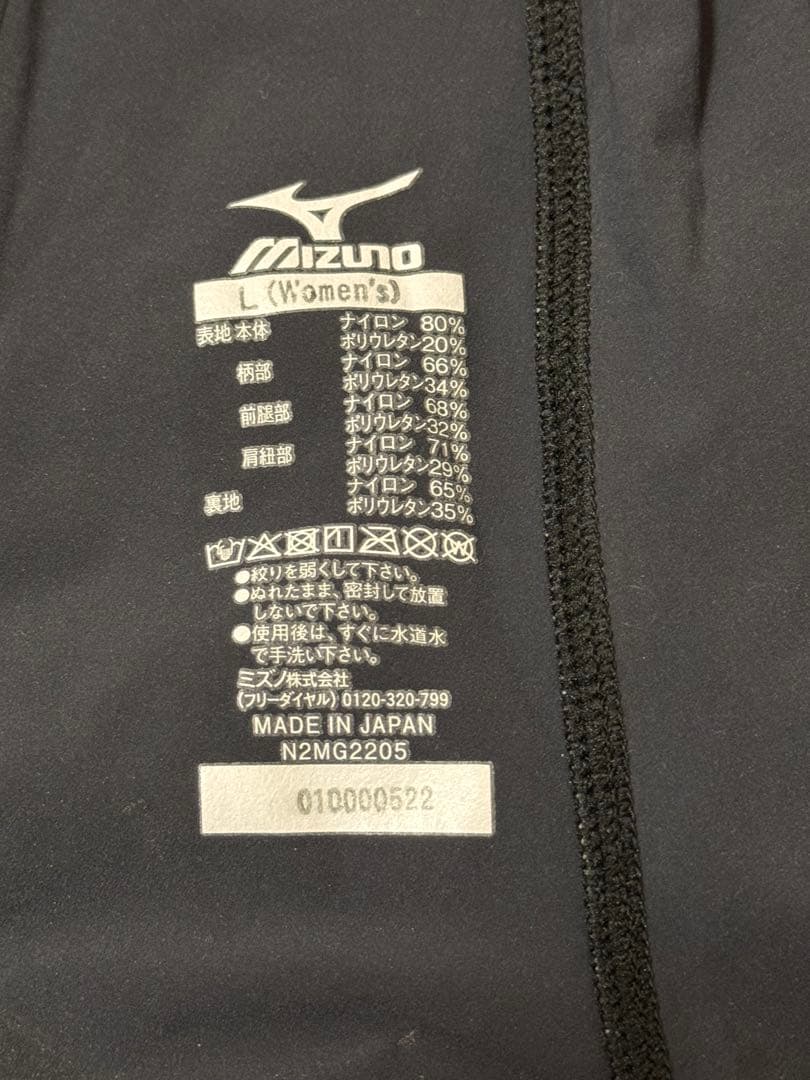 MIZUNO
L (Women's)
表地 本体 ナイロン 80%
ポリウレタン20%
柄部 ナイロン 66%
ポリウレタン34%
前腿部 ナイロン 68%
ポリウレタン32%
肩紐部 ナイロン 71%
ポリウレタン29%
裏地 ナイロン 65%
ポリウレタン35%
●絞りを弱くして下さい。
●ぬれたまま、密封して放置
しないで下さい。
●使用後は、すぐに水道水
で手洗い下さい。
ミズノ株式会社
(フリーダイヤル) 0120-320-799
MADE IN JAPAN
N2MG2205
010000522